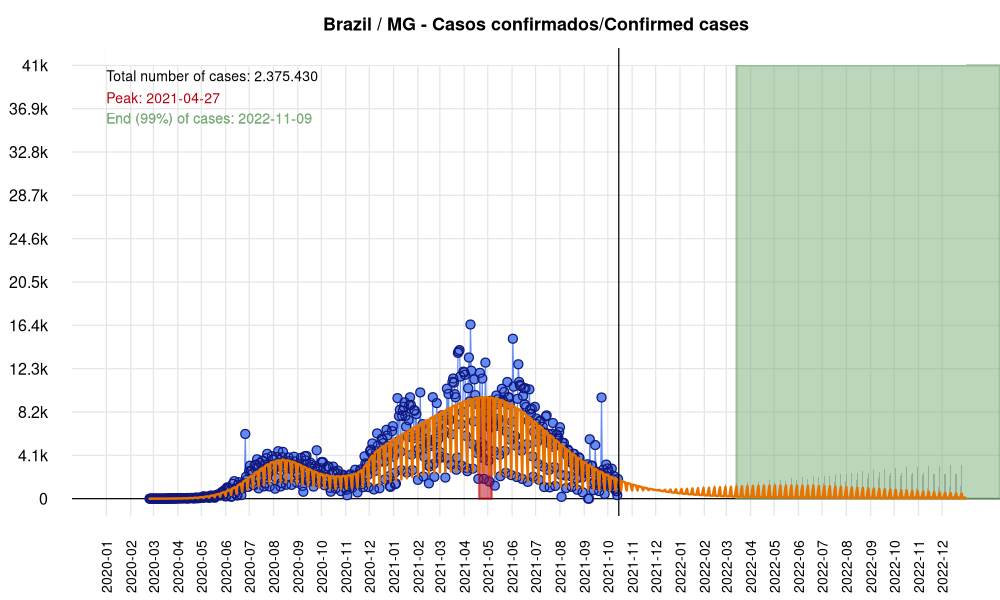 Brazil / MG - Casos confirmados/Confirmed cases
Total number of cases: 2.375.430
Peak: 2021-04-27
End (99%) of cases: 2022-11-09
41k
36.9k
32.8k
28.7k
24.6k
20.5k
16.4k
12.3k
8.2k
4.1k
0
2020-01
2020-02
2020-03
2020-04
2020-05
2020-06
2020-07
2020-08
2020-09
2020-10
2020-11
2020-12
2021-01
2021-02
2021-03
2021-04
2021-05
2021-06
2021-07
2021-08
2021-09
2021-10
2021-11
2021-12
2022-01
2022-02
2022-03
2022-04
2022-05
2022-06
2022-07
2022-08
2022-09
2022-10
2022-11
2022-12